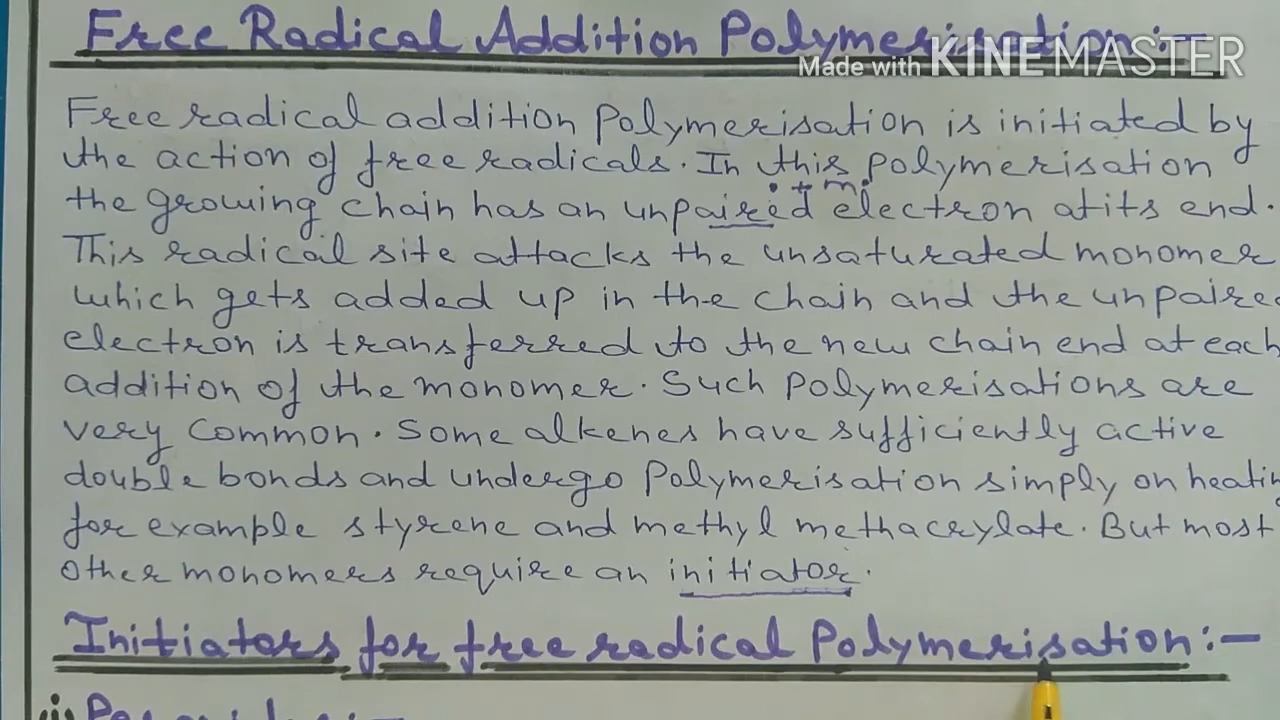 Free Radical Addition Polymerisation:-
Made with KINEMASTER
Free radical addition polymerisation is initiated by
the action of free radicals. In this polymerisation
the growing chain has an unpaired electron at its end.
This radical site attacks the unsaturated monomer
which gets added up in the chain and the unpaire
electron is transferred to the new chain end at each
addition of the monomer. Such polymerisations are
very common. Some alkenes have sufficiently active
double bonds and undergo polymerisation simply on heatin
for example styrene and methyl methacrylate. But most
other monomers require an initiator.
Initiators for free radical polymerisation:-